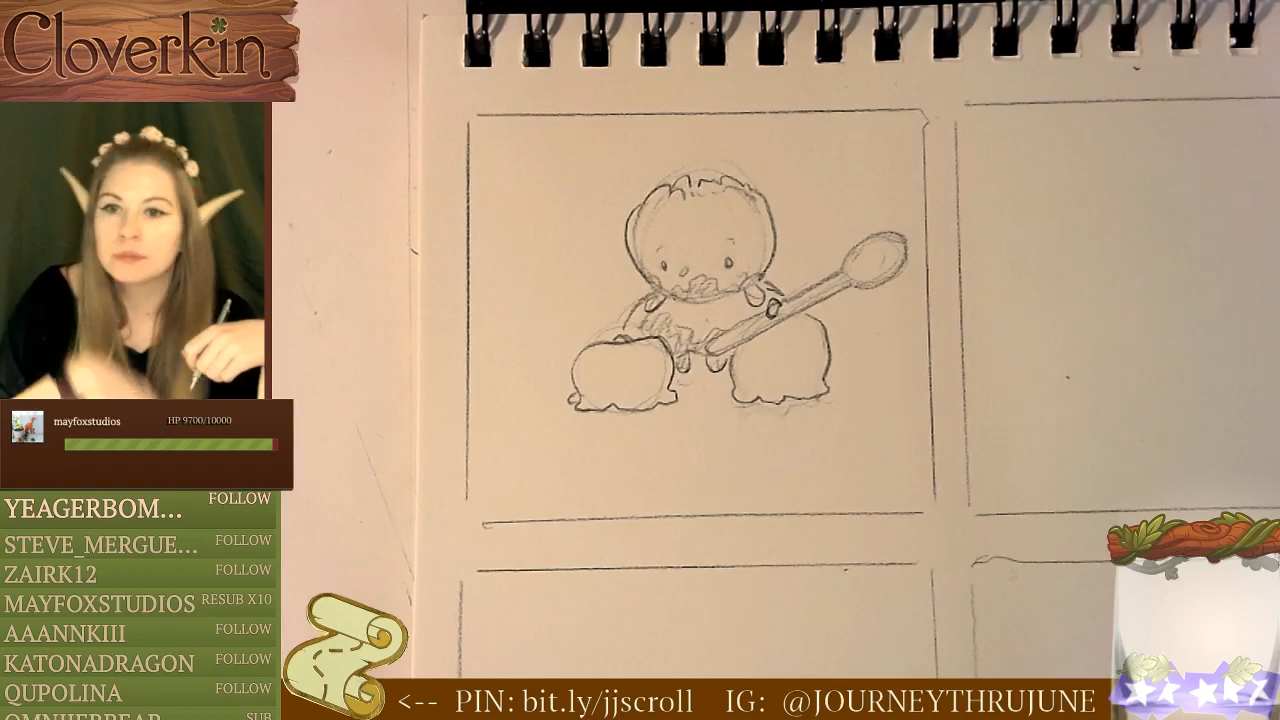 Cloverkin
mayfoxstudios HP 9700/10000
YEAGERBOM... FOLLOW
STEVE_MERGUE... FOLLOW
ZAIRK12 FOLLOW
MAYFOXSTUDIOS RESUB X10
AAANNKIII FOLLOW
KATONADRAGON FOLLOW
QUPOLINA FOLLOW
SUB
<-- PIN: bit.ly/jjscroll IG: @JOURNEYTHRUJUNE